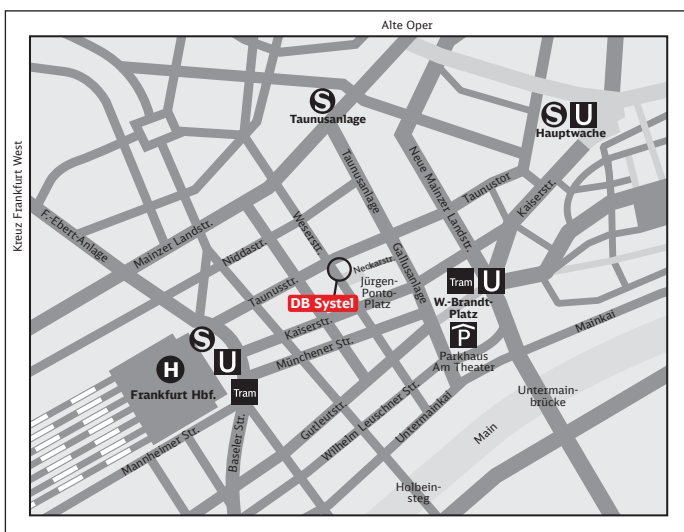 Alte Oper
Kreuz Frankfurt West
S
Taunusanlage
S U
Hauptwache
Taunusanlage
Neue Mainzer
Landstr.
Taunustor
Kaiserstr.
F.-Ebert-Anlage
Mainzer Landstr.
Niddastr.
Weserstr.
Gallusanlage
Taunusstr.
Neckarstr.
Jürgen-
Ponto-
Platz
DB Systel
Tram U
W.-Brandt-
Platz
P
Parkhaus
Am Theater
Mainkai
Kaiserstr.
Münchener Str.
S
U
H
Frankfurt Hbf.
Tram
Gutleutstr.
Wilhelm Leuschner Str.
Untermainkai
Untermain-
brücke
Main
Mannheimer Str.
Baseler Str.
Holbein-
steg